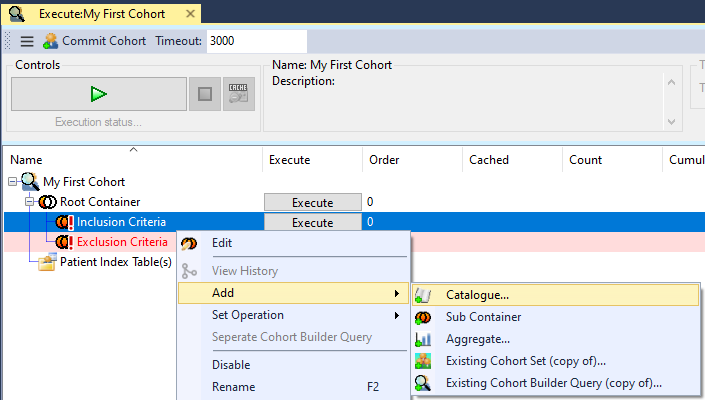 Execute:My First Cohort ×
Commit Cohort Timeout: 3000
Controls
Name: My First Cohort
Description:
CACHE
Execution status...
Name Execute Order Cached Count Cumul
My First Cohort
Root Container Execute 0
Inclusion Criteria Execute 0
Exclusion Criteria
Patient Index Table(s)
Edit
View History
Add
Set Operation
Seperate Cohort Builder Query
Disable
Rename F2
Catalogue...
Sub Container
Aggregate...
Existing Cohort Set (copy of)...
Existing Cohort Builder Query (copy of)...